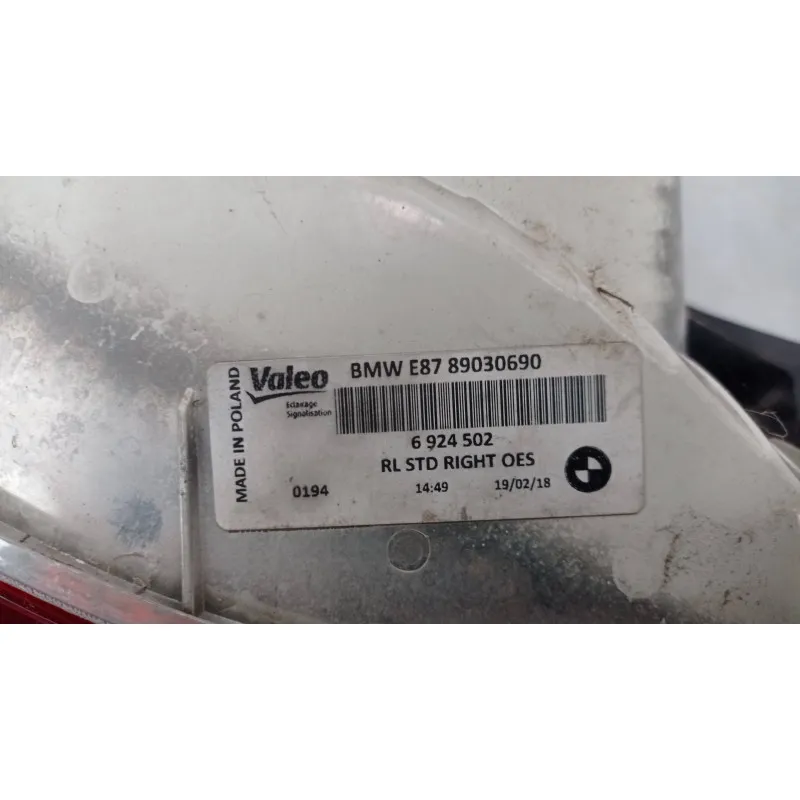 MADE IN POLAND
Valeo
Eclairage
Signalisation
BMW E87 89030690
6 924 502
RL STD RIGHT OES
0194 14:49 19/02/18